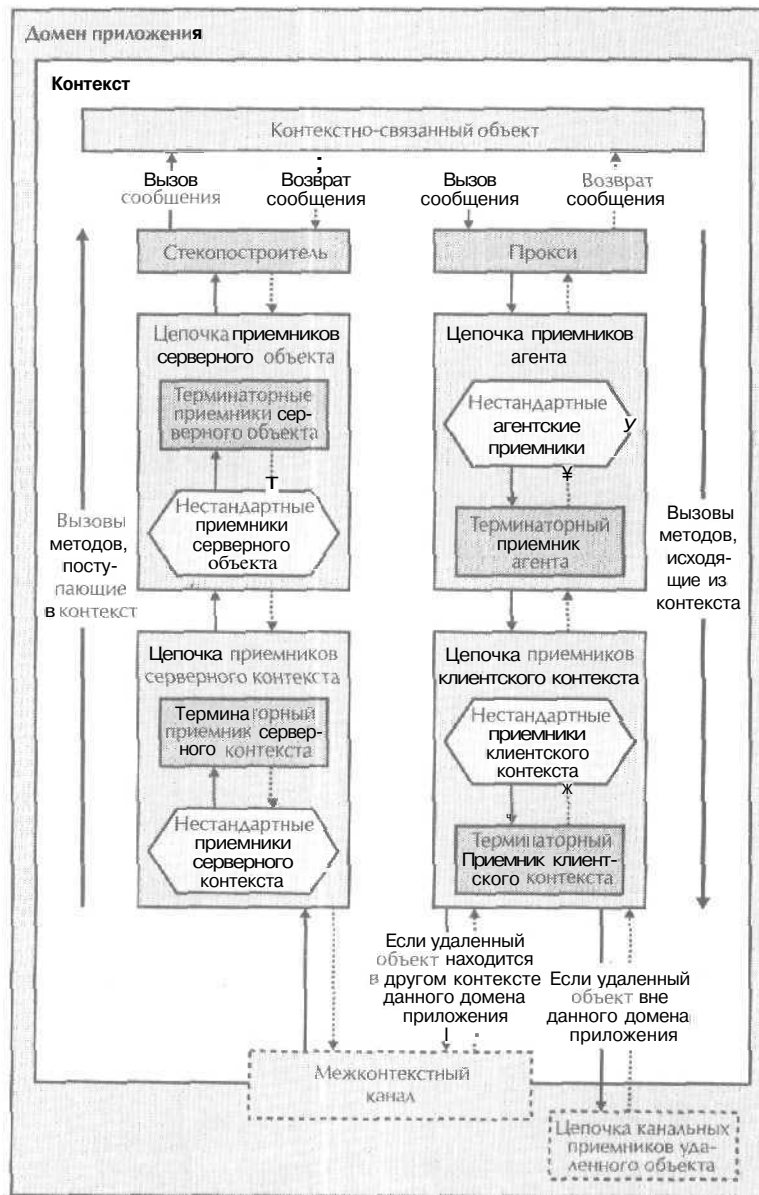 Домен приложения
Контекст
Контекстно-связанный объект
Вызов
сообщения
Возврат
сообщения
Вызов
сообщения
Возврат
сообщения
Стекопостроитель
Прокси
Цепочка приемников
серверного объекта
Терминаторные
приемники сер-
верного объекта
Нестандартные
приемники
серверного
объекта
Цепочка приемников
агента
Нестандартные
агентские
приемники
Терминаторный
приемник
агента
Вызовы
методов,
посту-
пающие
в контекст
Вызовы
методов,
исходя-
щие из
контекста
Цепочка приемников
серверного контекста
Терминаторный
приемник сервер-
ного контекста
Нестандартные
приемники
серверного
контекста
Цепочка приемников
клиентского контекста
Нестандартные
приемники
клиентского
контекста
Терминаторный
Приемник клиент-
ского контекста
Если удаленный
объект находится
в другом контексте
данного домена
приложения
Если удаленный
объект вне
данного домена
приложения
Межконтекстный
канал
Цепочка канальных
приемников уда-
ленного объекта